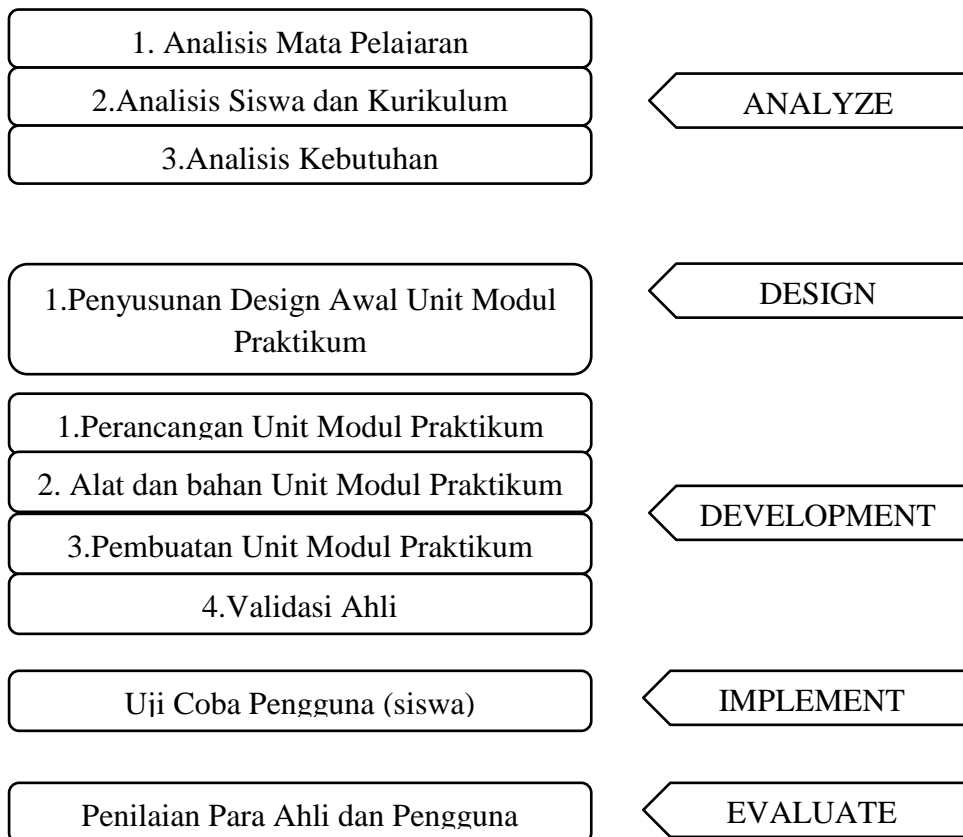 1. Analisis Mata Pelajaran
2.Analisis Siswa dan Kurikulum
ANALYZE
3.Analisis Kebutuhan
1.Penyusunan Design Awal Unit Modul
Praktikum
DESIGN
1.Perancangan Unit Modul Praktikum
2. Alat dan bahan Unit Modul Praktikum
3.Pembuatan Unit Modul Praktikum
4.Validasi Ahli
DEVELOPMENT
Uji Coba Pengguna (siswa)
IMPLEMENT
Penilaian Para Ahli dan Pengguna
EVALUATE